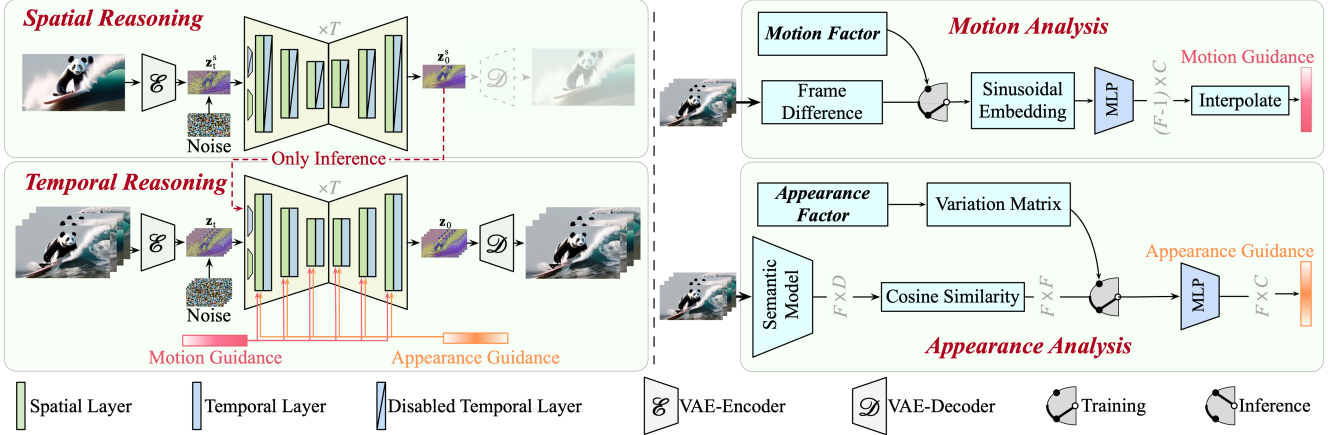 Spatial Reasoning
×T
ℰ
z_t^s
z_0^s
𝒟
Noise
Only Inference
Temporal Reasoning
×T
ℰ
z_t
z_0
𝒟
Noise
Motion Guidance
Appearance Guidance
Motion Analysis
Motion Factor
Frame
Difference
Sinusoidal
Embedding
MLP
(F-1) × C
Interpolate
Motion Guidance
Appearance
Factor
Variation Matrix
Semantic
Model
F × D
Cosine Similarity
F × F
MLP
F × C
Appearance Guidance
Appearance Analysis
Spatial Layer
Temporal Layer
Disabled Temporal Layer
ℰ VAE-Encoder
𝒟 VAE-Decoder
Training
Inference